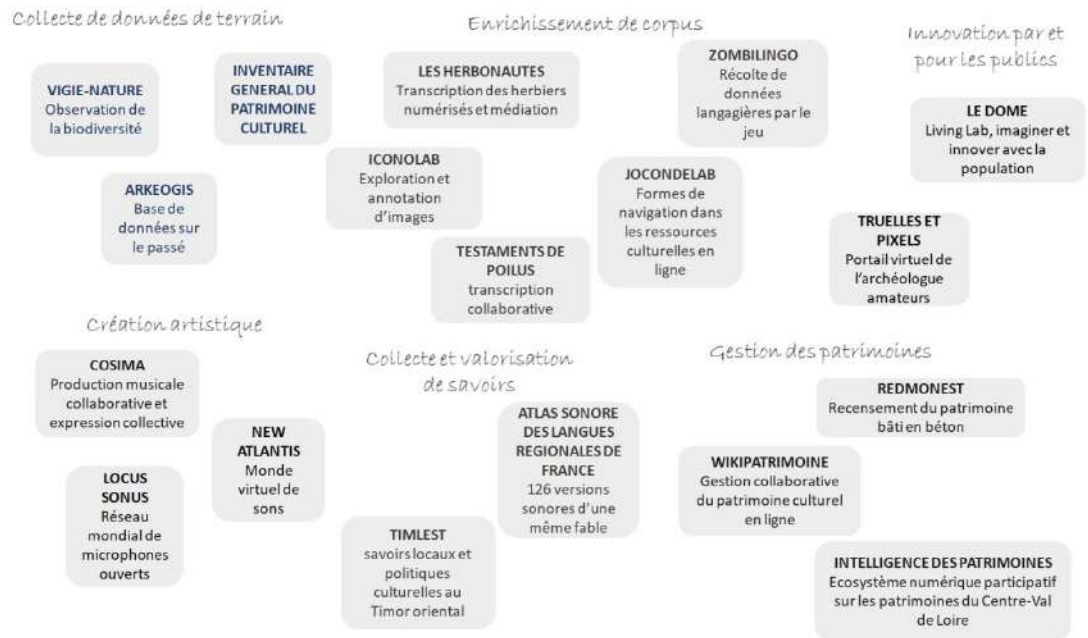 Collecte de données de terrain
VIGIE-NATURE
Observation de
la biodiversité
INVENTAIRE
GENERAL DU
PATRIMOINE
CULTUREL
ARKEOGIS
Base de
données sur
le passé
Enrichissement de corpus
LES HERBONAUTES
Transcription des herbiers
numérisés et médiation
ZOMBILINGO
Récolte de
données
langagières par le
jeu
ICONOLAB
Exploration et
annotation
d'images
JOCONDELAB
Formes de
navigation dans
les ressources
culturelles en
ligne
TESTAMENTS DE
POILUS
transcription
collaborative
Innovation par et
pour les publics
LE DOME
Living Lab, imaginer et
innover avec la
population
TRUELLES ET
PIXELS
Portail virtuel de
l'archéologue
amateurs
Création artistique
COSIMA
Production musicale
collaborative et
expression collective
NEW
ATLANTIS
Monde
virtuel de
sons
LOCUS
SONUS
Réseau
mondial de
microphones
ouverts
Collecte et valorisation
de savoirs
ATLAS SONORE
DES LANGUES
REGIONALES DE
FRANCE
126 versions
sonores d'une
même fable
TIMLEST
savoirs locaux et
politiques
culturelles au
Timor oriental
Gestion des patrimoines
REDMONEST
Recensement du patrimoine
bâti en béton
WIKIPATRIMOINE
Gestion collaborative
du patrimoine culturel
en ligne
INTELLIGENCE DES PATRIMOINES
Ecosystème numérique participatif
sur les patrimoines du Centre-Val
de Loire